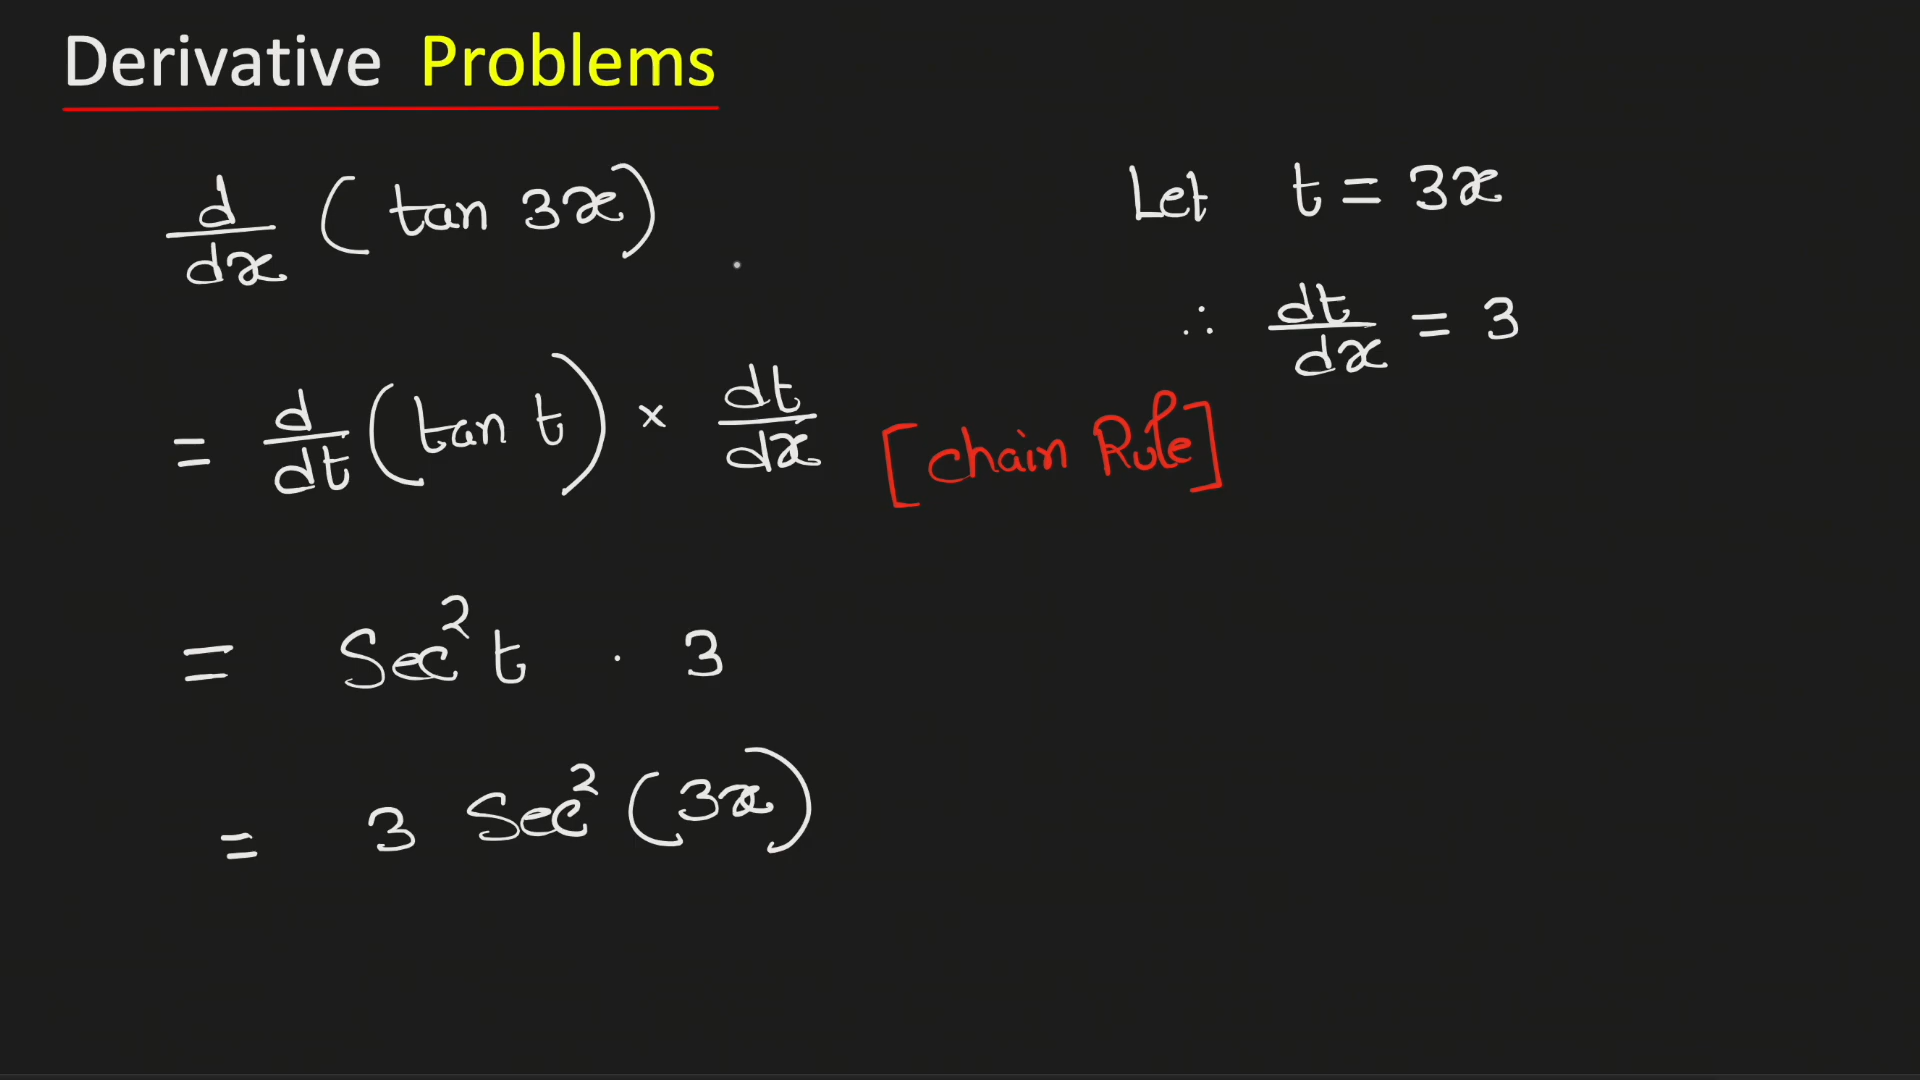 Derivative Problems
d/dx (tan 3x)
Let t = 3x
∴ dt/dx = 3
= d/dt (tan t) × dt/dx [chain Rule]
= Sec² t . 3
= 3 Sec² (3x)